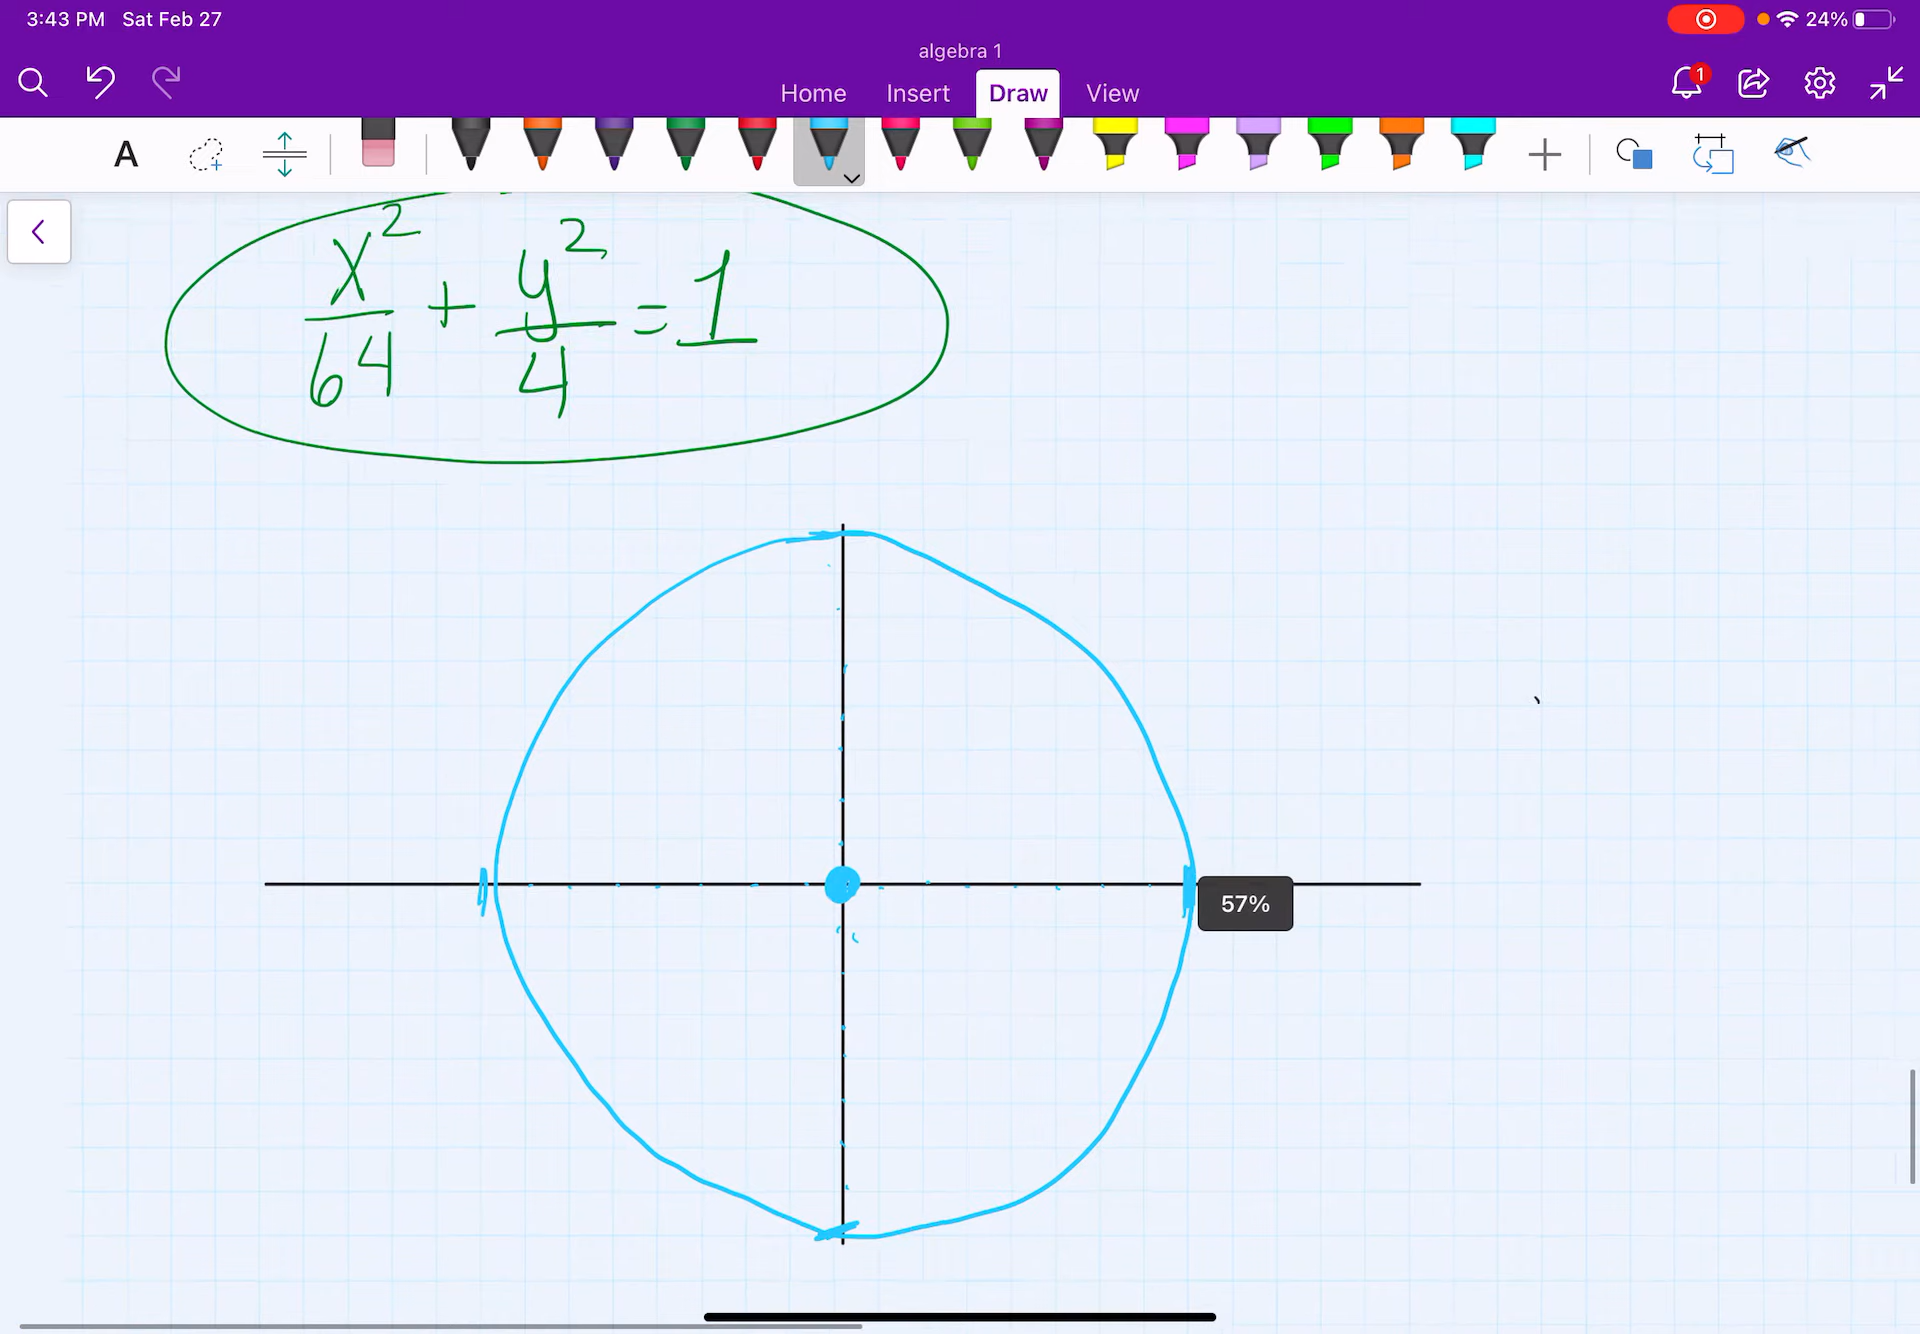 3:43 PM Sat Feb 27
24%
algebra 1
Home Insert Draw View
1
A
x² / 64 + y² / 4 = 1
57%